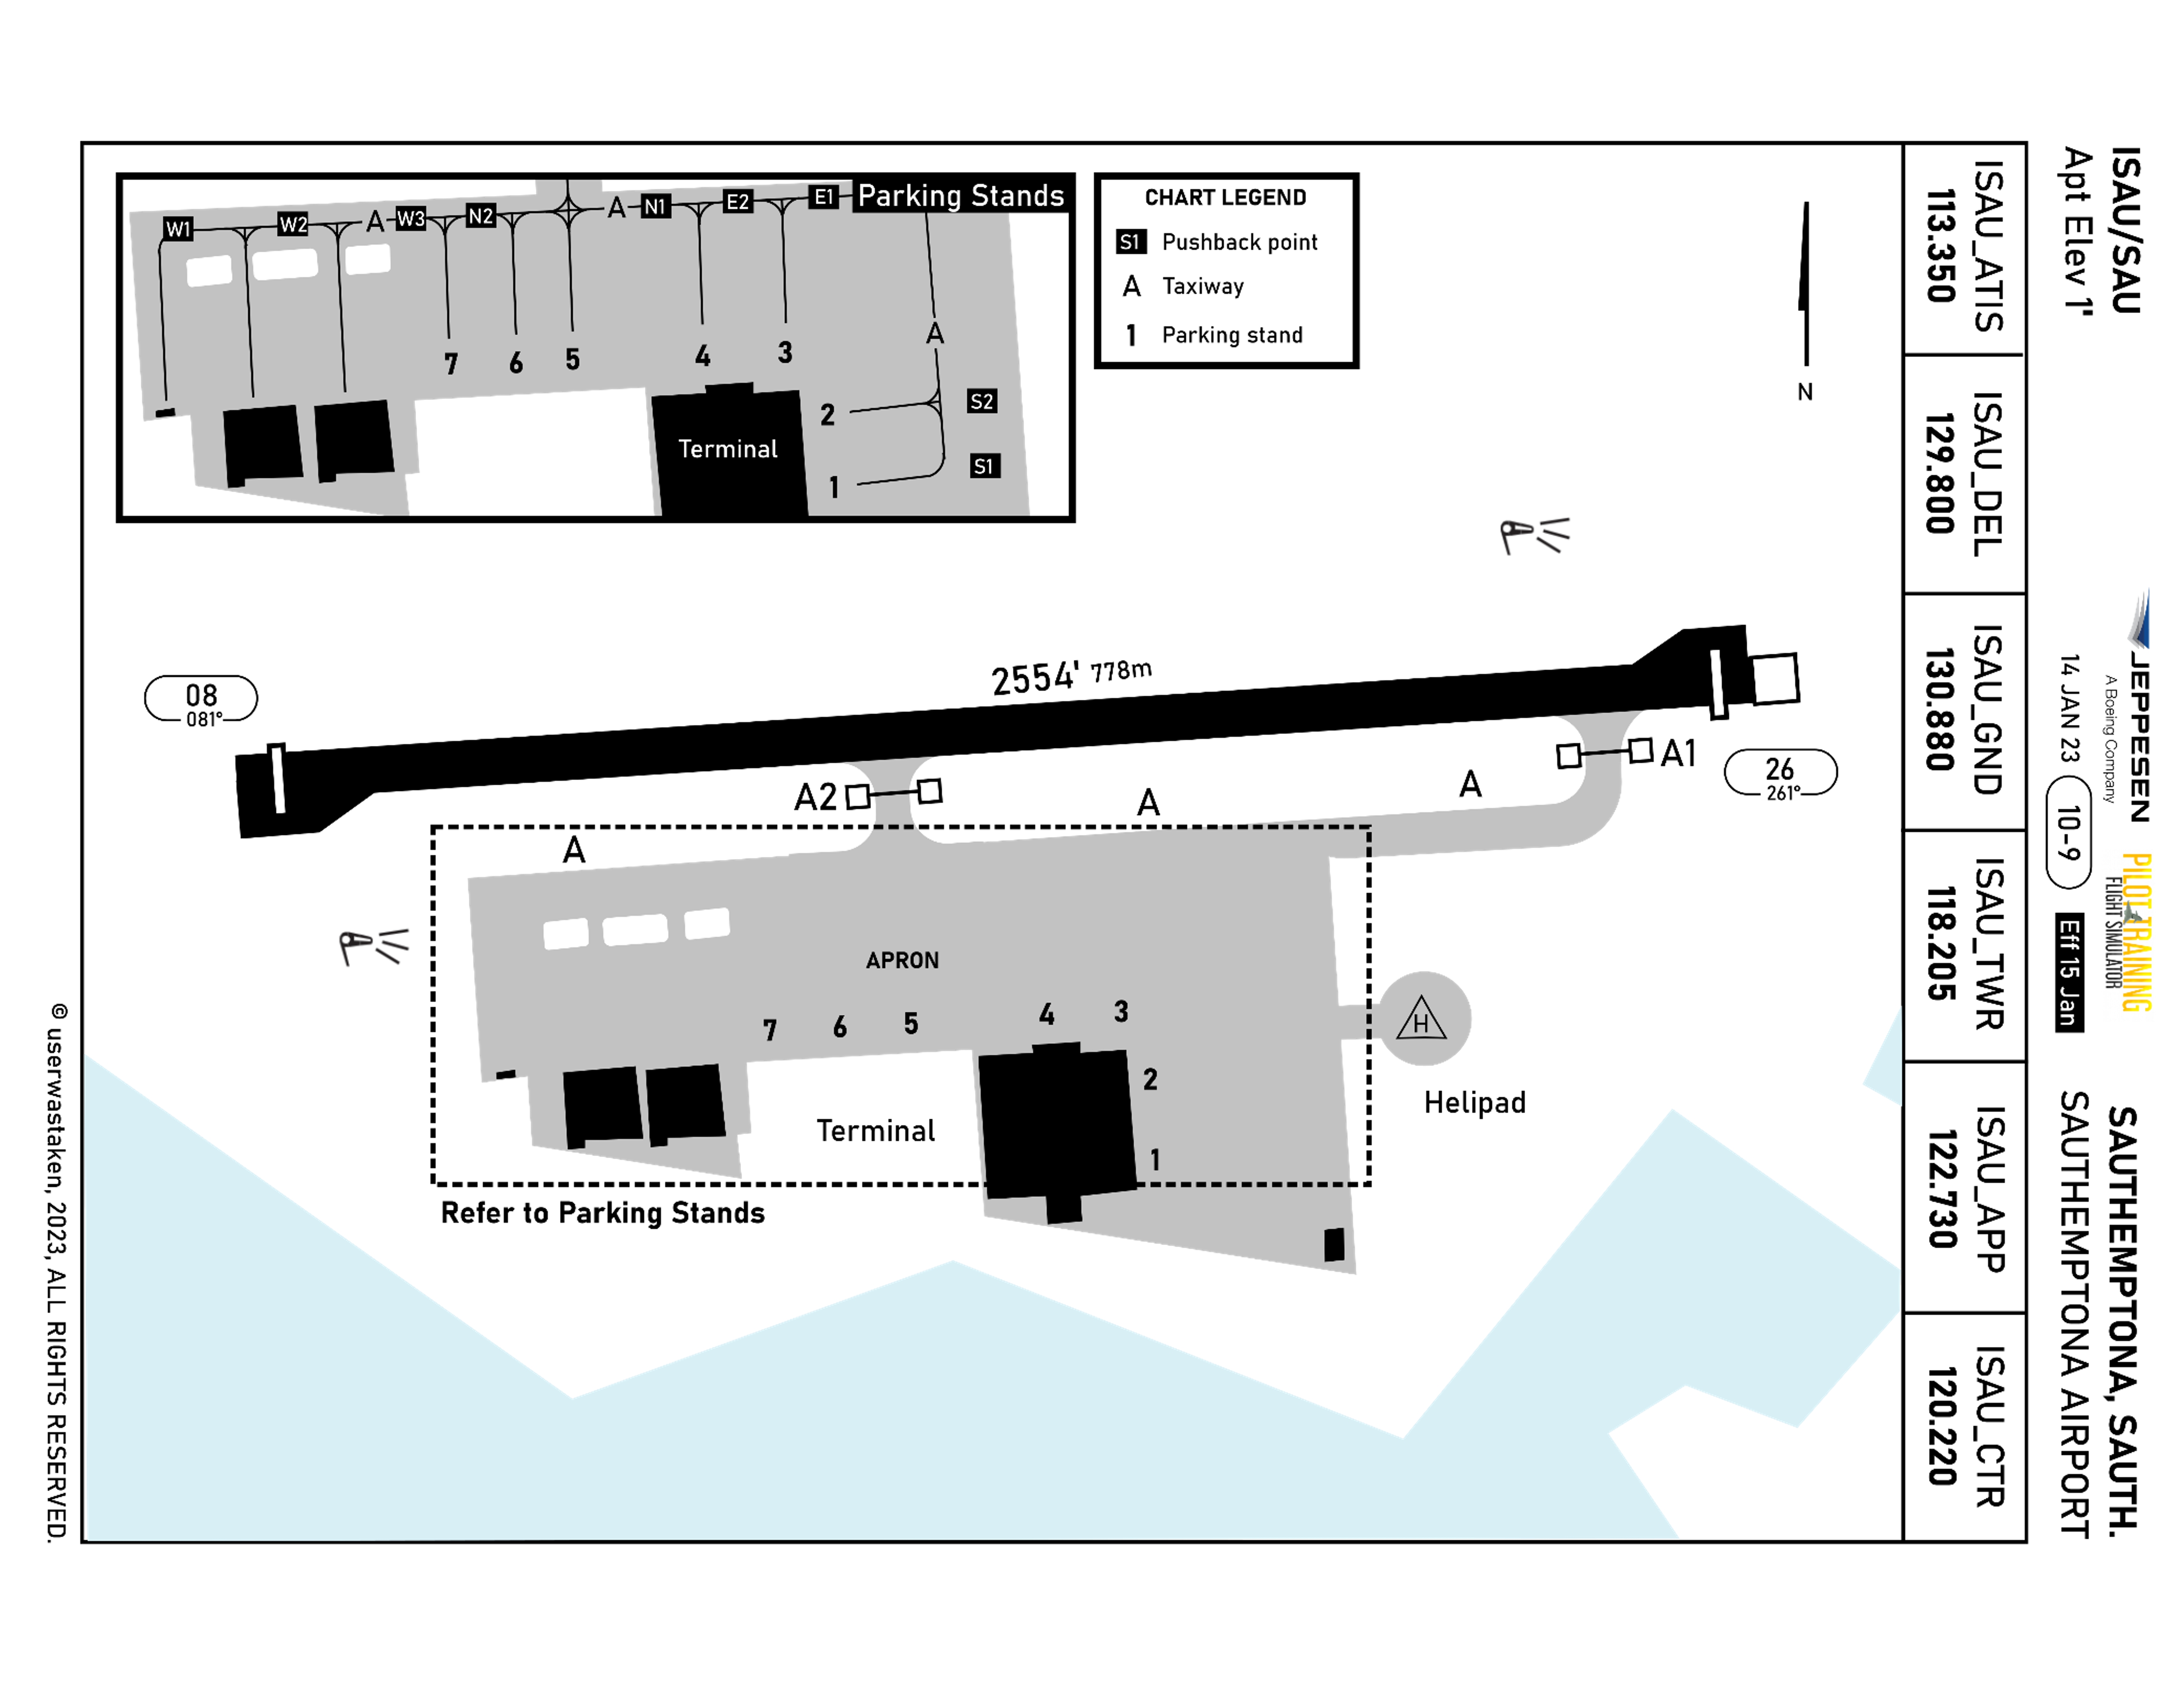 ISAU/SAU
Apt Elev 1'
JEPPESEN
A Boeing Company
14 JAN 23
10-9
Eff 15 Jan
PILOT TRAINING
FLIGHT SIMULATOR
SAUTHEMPTONA, SAUTH.
SAUTHEMPTONA AIRPORT
ISAU_ATIS
113.350
ISAU_DEL
129.800
ISAU_GND
130.880
ISAU_TWR
118.205
ISAU_APP
122.730
ISAU_CTR
120.220
Parking Stands
W1
W2
A
W3
N2
A
N1
E2
E1
A
7
6
5
4
3
2
1
S2
S1
Terminal
CHART LEGEND
S1 Pushback point
A Taxiway
1 Parking stand
N
2554' 778m
08
081°
26
261°
A2
A1
A
A
A
APRON
7
6
5
4
3
2
1
H
Helipad
Terminal
Refer to Parking Stands
© userwastaken, 2023, ALL RIGHTS RESERVED.